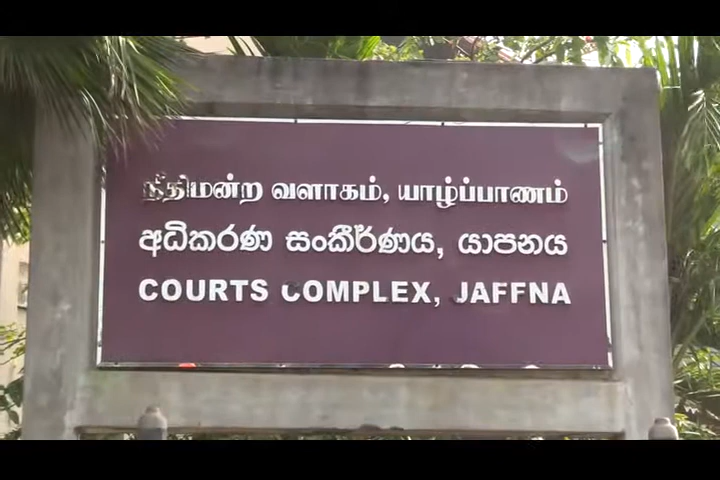 நீதிமன்ற வளாகம், யாழ்ப்பாணம்
අධිකරණ සංකීර්ණය, යාපනය
COURTS COMPLEX, JAFFNA